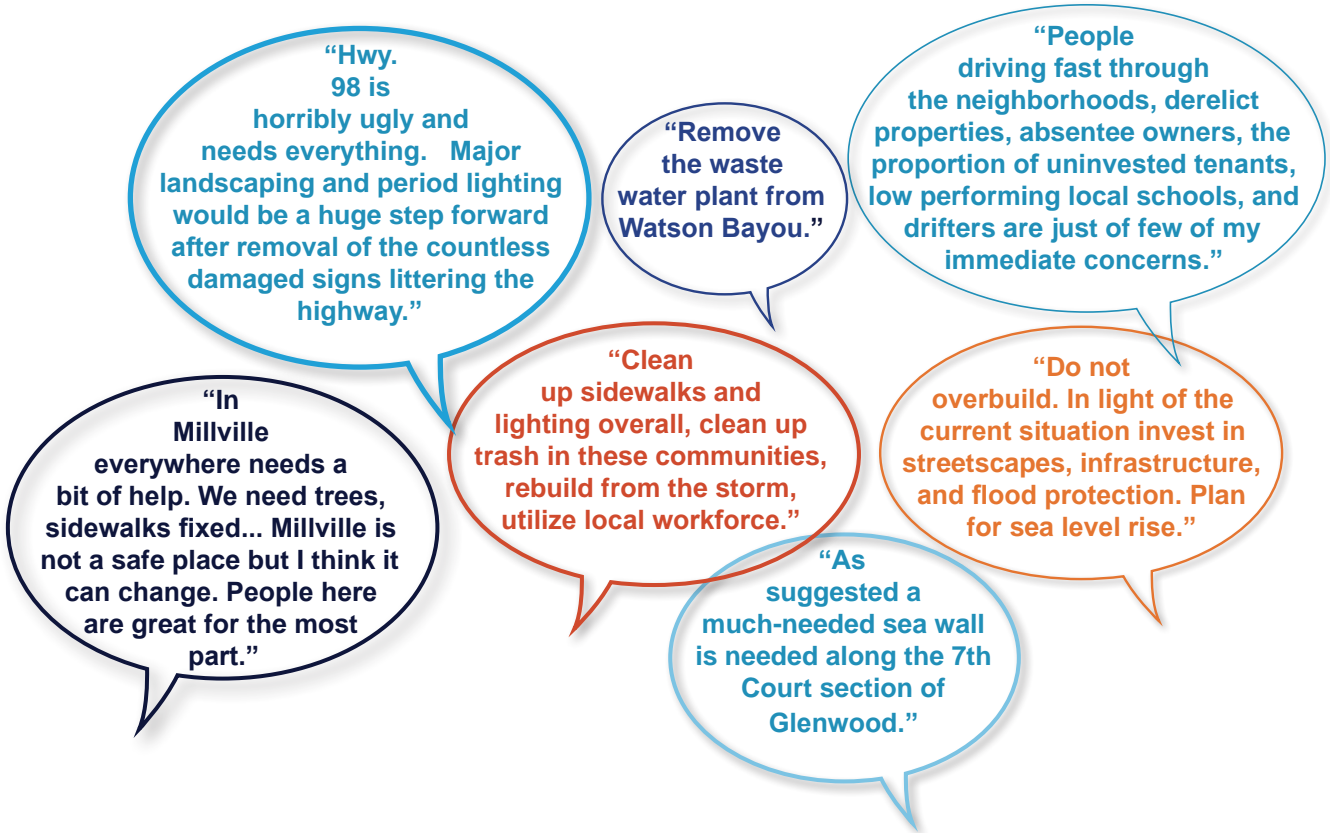 “Hwy.
98 is
horribly ugly and
needs everything.   Major
landscaping and period lighting
would be a huge step forward
after removal of the countless
damaged signs littering the
highway.”
“Remove
the waste
water plant from
Watson Bayou.”
“People
driving fast through
the neighborhoods, derelict
properties, absentee owners, the
proportion of uninvested tenants,
low performing local schools, and
drifters are just of few of my
immediate concerns.”
“In
Millville
everywhere needs a
bit of help. We need trees,
sidewalks fixed... Millville is
not a safe place but I think it
can change. People here
are great for the most
part.”
“Clean
up sidewalks and
lighting overall, clean up
trash in these communities,
rebuild from the storm,
utilize local workforce.”
“Do not
overbuild. In light of the
current situation invest in
streetscapes, infrastructure,
and flood protection. Plan
for sea level rise.”
“As
suggested a
much-needed sea wall
is needed along the 7th
Court section of
Glenwood.”